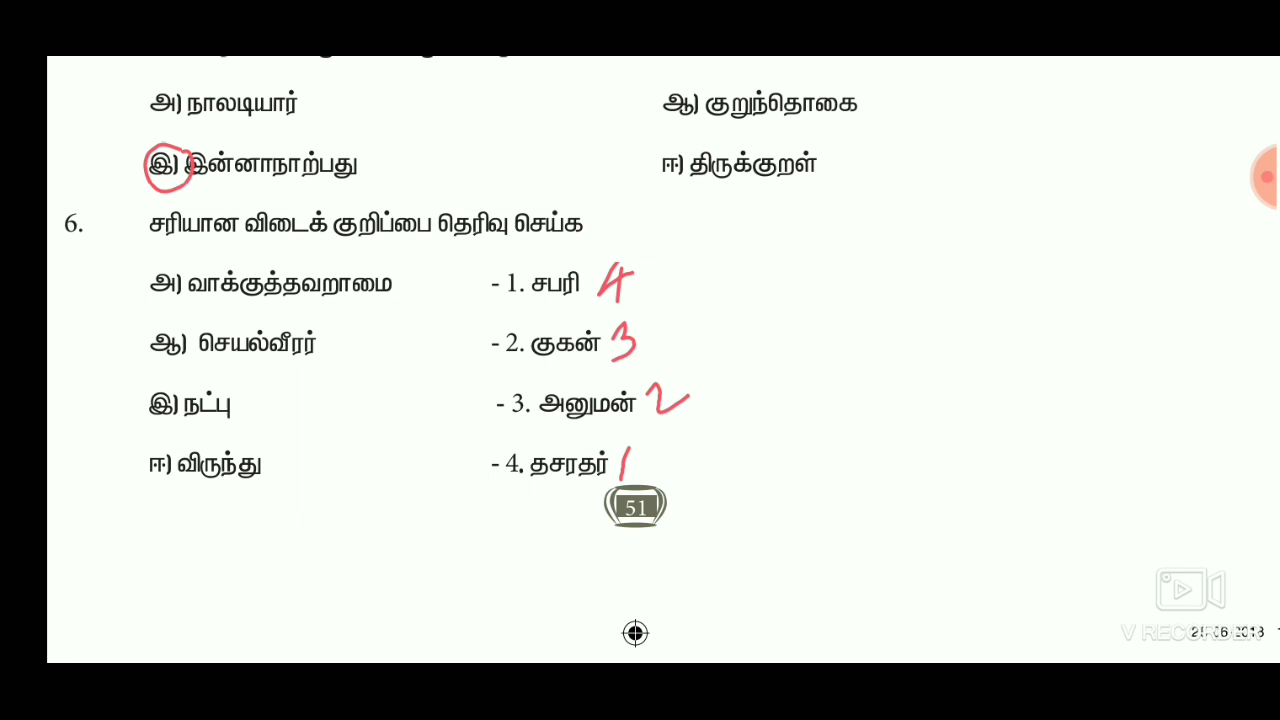 அ) நாலடியார் ஆ) குறுந்தொகை
இ) இன்னாநாற்பது ஈ) திருக்குறள்
6. சரியான விடைக் குறிப்பை தெரிவு செய்க
அ) வாக்குத்தவறாமை - 1. சபரி 4
ஆ) செயல்வீரர் - 2. குகன் 3
இ) நட்பு - 3. அனுமன் 2
ஈ) விருந்து - 4. தசரதர் 1
51
V RECORDER